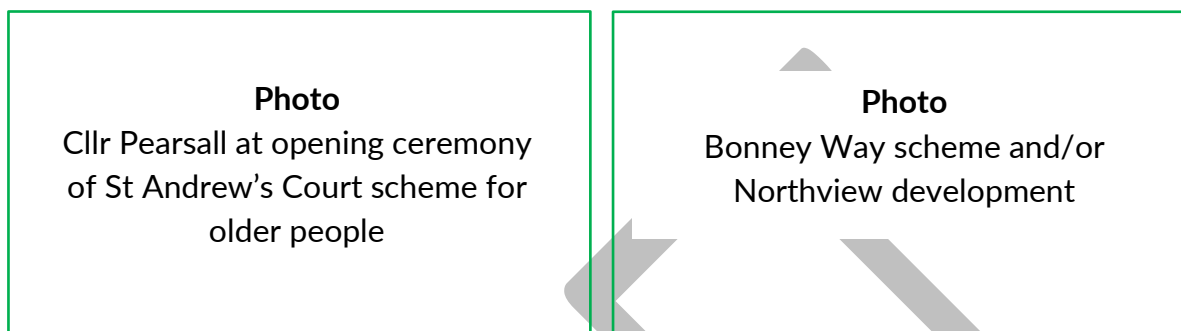 Photo
Cllr Pearsall at opening ceremony
of St Andrew’s Court scheme for
older people
Photo
Bonney Way scheme and/or
Northview development